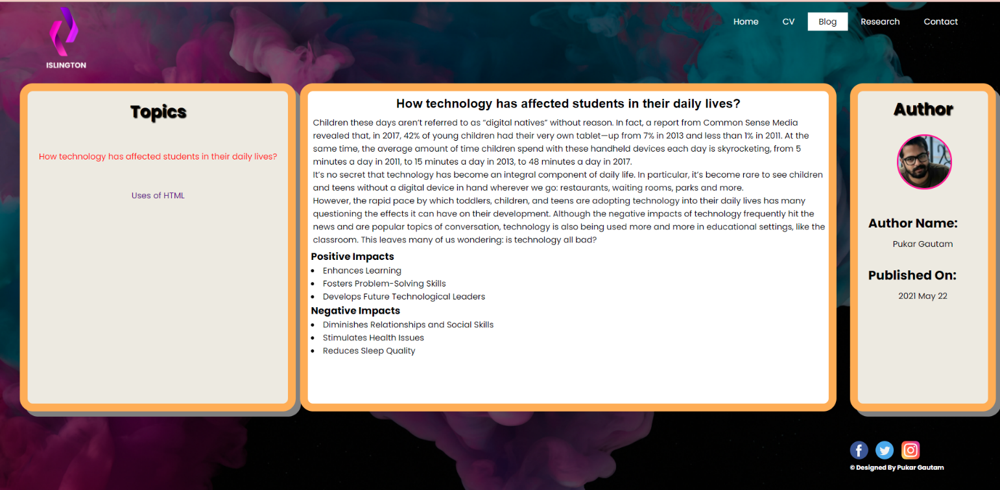 Home CV Blog Research Contact
ISLINGTON
Topics
How technology has affected students in their daily lives?
Uses of HTML
How technology has affected students in their daily lives?
Children these days aren’t referred to as “digital natives” without reason. In fact, a report from Common Sense Media
revealed that, in 2017, 42% of young children had their very own tablet—up from 7% in 2013 and less than 1% in 2011. At the
same time, the average amount of time children spend with these handheld devices each day is skyrocketing, from 5
minutes a day in 2011, to 15 minutes a day in 2013, to 48 minutes a day in 2017.
It’s no secret that technology has become an integral component of daily life. In particular, it’s become rare to see children
and teens without a digital device in hand wherever we go: restaurants, waiting rooms, parks and more.
However, the rapid pace by which toddlers, children, and teens are adopting technology into their daily lives has many
questioning the effects it can have on their development. Although the negative impacts of technology frequently hit the
news and are popular topics of conversation, technology is also being used more and more in educational settings, like the
classroom. This leaves many of us wondering: is technology all bad?
Positive Impacts
• Enhances Learning
• Fosters Problem-Solving Skills
• Develops Future Technological Leaders
Negative Impacts
• Diminishes Relationships and Social Skills
• Stimulates Health Issues
• Reduces Sleep Quality
Author
Author Name:
Pukar Gautam
Published On:
2021 May 22
© Designed By Pukar Gautam